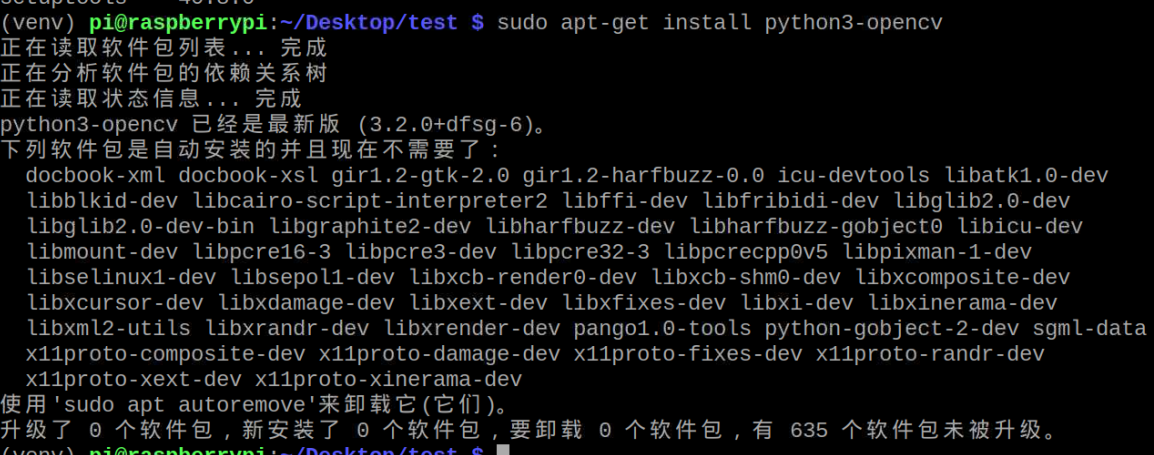 (venv) pi@raspberrypi:~/Desktop/test $ sudo apt-get install python3-opencv
正在读取软件包列表... 完成
正在分析软件包的依赖关系树
正在读取状态信息... 完成
python3-opencv 已经是最新版 (3.2.0+dfsg-6)。
下列软件包是自动安装的并且现在不需要了：
docbook-xml docbook-xsl gir1.2-gtk-2.0 gir1.2-harfbuzz-0.0 icu-devtools libatk1.0-dev
libblkid-dev libcairo-script-interpreter2 libffi-dev libfribidi-dev libglib2.0-dev
libglib2.0-dev-bin libgraphite2-dev libharfbuzz-dev libharfbuzz-gobject0 libicu-dev
libmount-dev libpcre16-3 libpcre3-dev libpcre32-3 libpcrecpp0v5 libpixman-1-dev
libselinux1-dev libsepol1-dev libxcb-render0-dev libxcb-shm0-dev libxcomposite-dev
libxcursor-dev libxdamage-dev libxext-dev libxfixes-dev libxi-dev libxinerama-dev
libxml2-utils libxrandr-dev libxrender-dev pango1.0-tools python-gobject-2-dev sgml-data
x11proto-composite-dev x11proto-damage-dev x11proto-fixes-dev x11proto-randr-dev
x11proto-xext-dev x11proto-xinerama-dev
使用'sudo apt autoremove'来卸载它(它们)。
升级了 0 个软件包，新安装了 0 个软件包，要卸载 0 个软件包，有 635 个软件包未被升级。
(venv) pi@raspberrypi:~/Desktop/test $